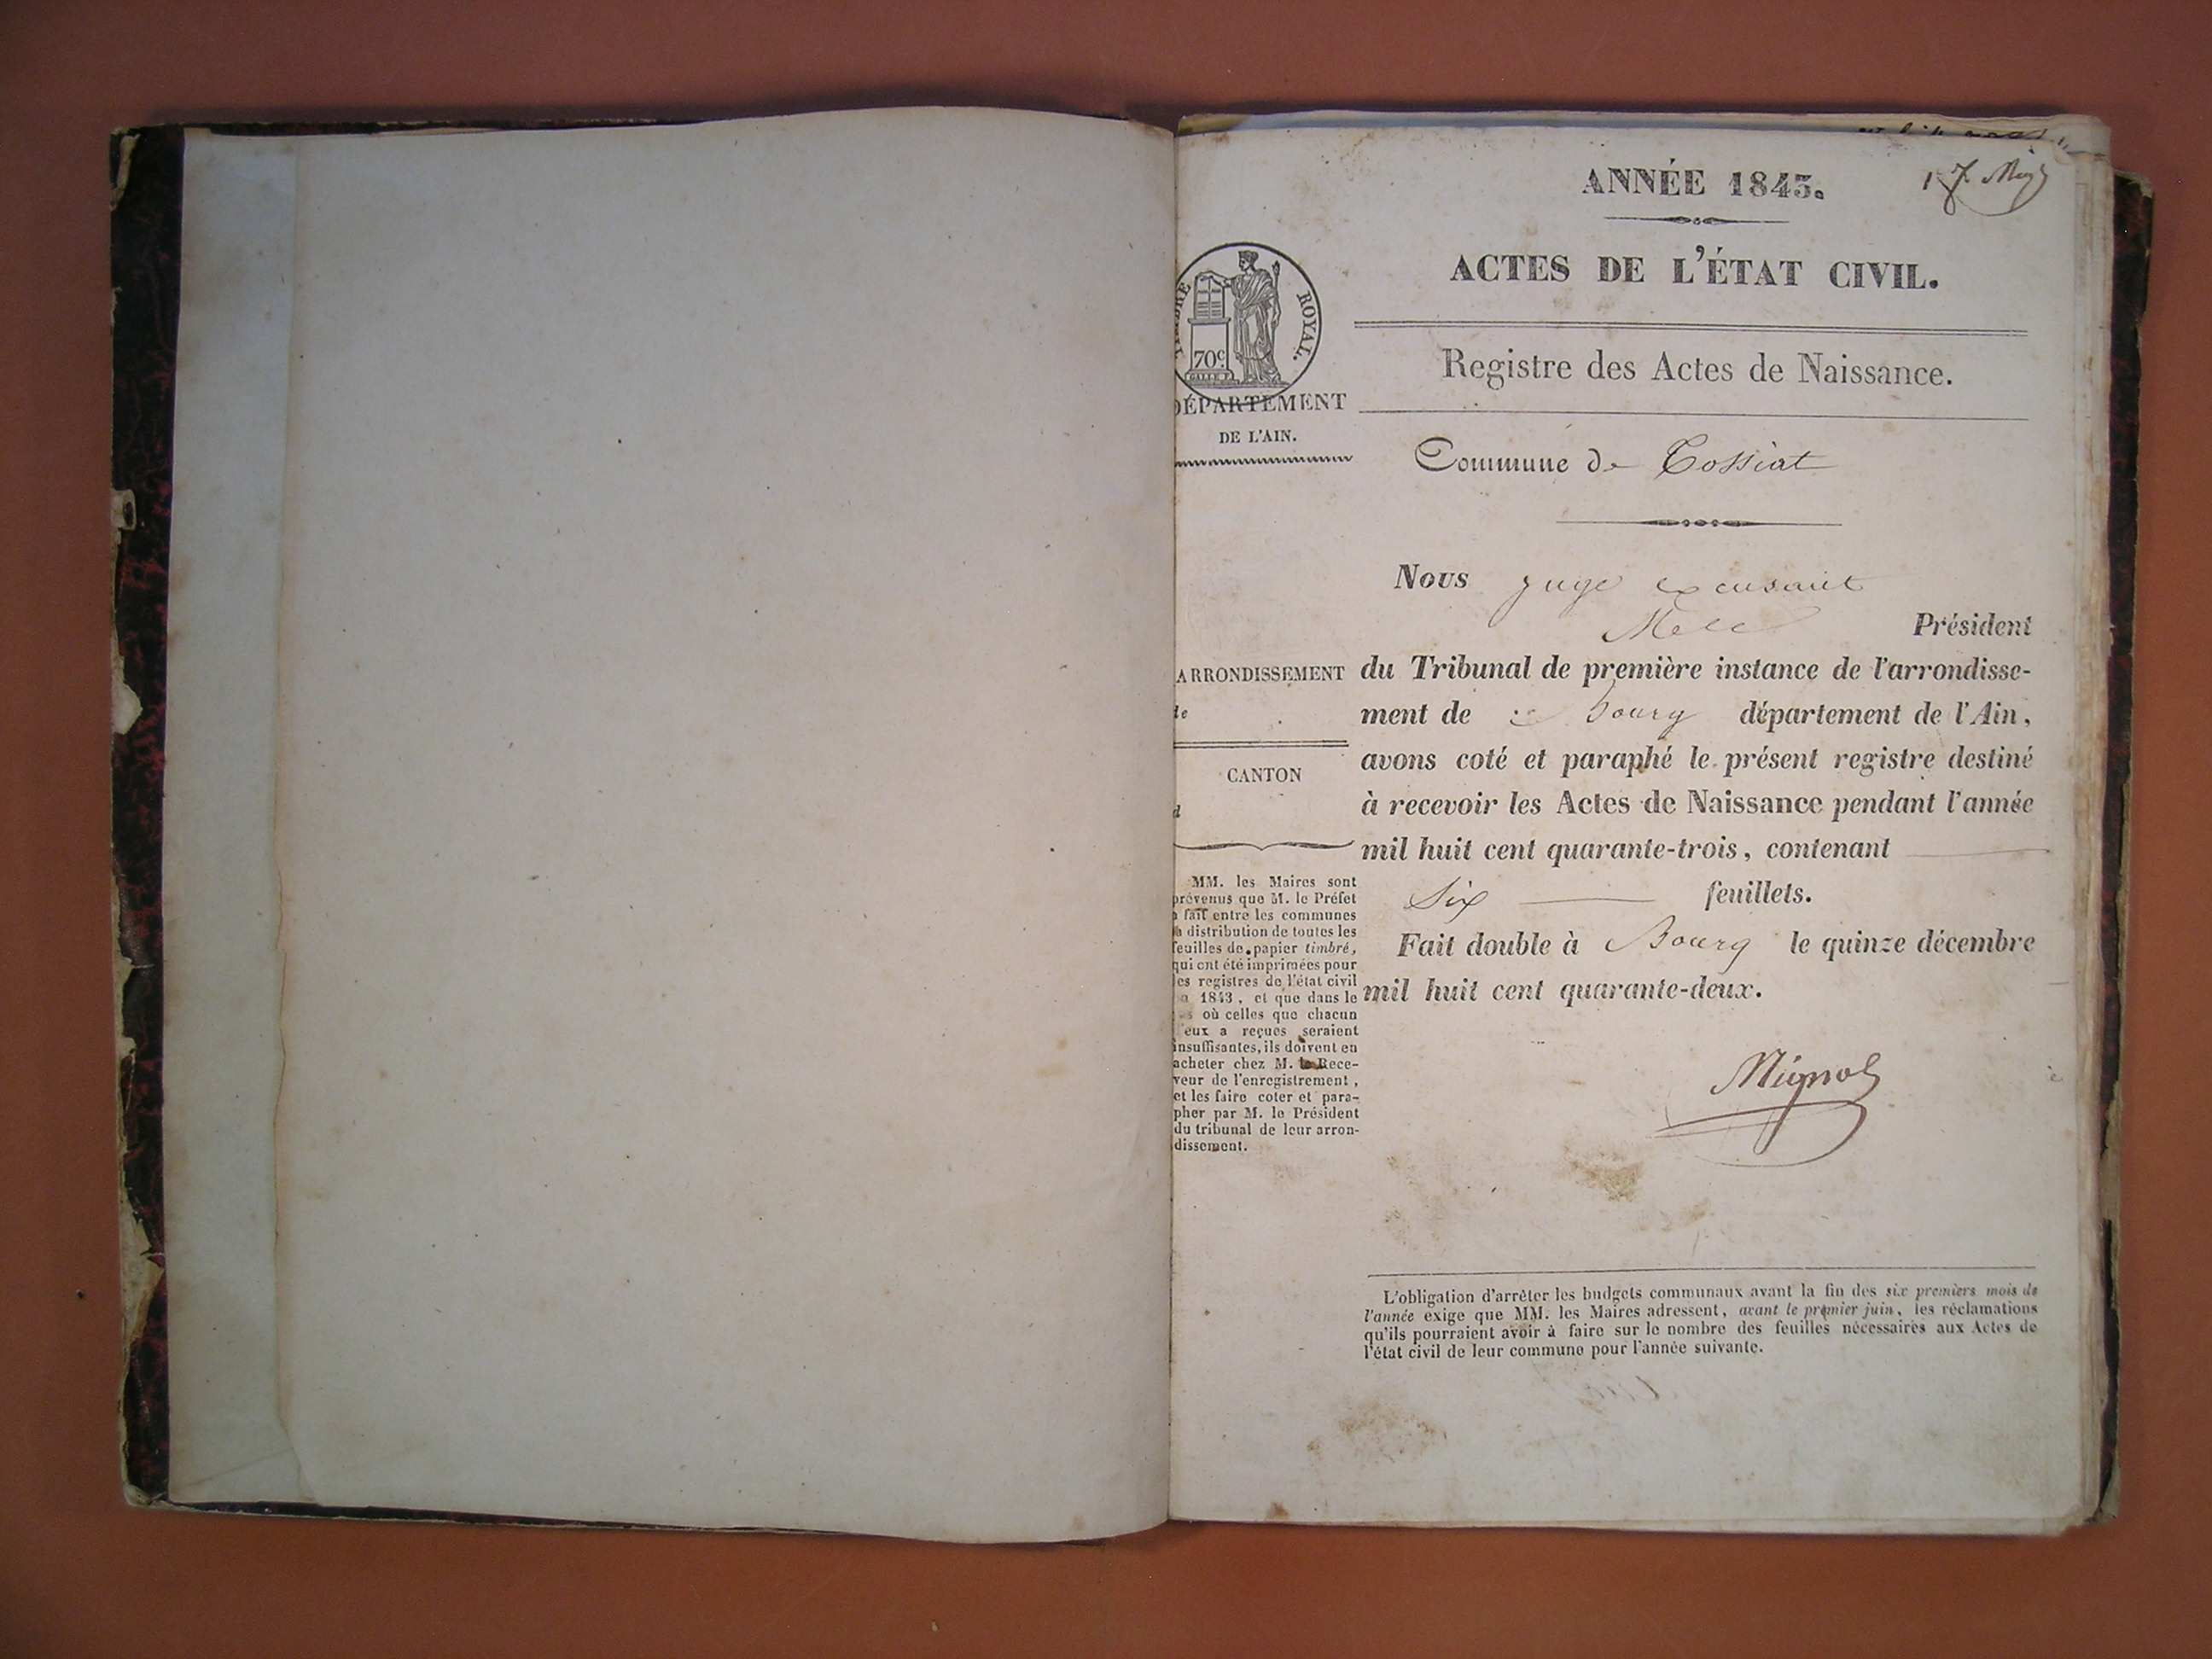 ANNÉE 1843.
ACTES DE L'ÉTAT CIVIL.
Registre des Actes de Naissance.
TIMBRE ROYAL.
70c
DÉPARTEMENT
DE L'AIN.
Commune de Tossiat
Nous juge
Président
ARRONDISSEMENT
de
CANTON
d
du Tribunal de première instance de l'arrondisse-
ment de Bourg département de l'Ain,
avons coté et paraphé le présent registre destiné
à recevoir les Actes de Naissance pendant l'année
mil huit cent quarante-trois, contenant
Six feuillets.
Fait double à Bourg le quinze décembre
mil huit cent quarante-deux.
MM. les Maires sont
prévenus que M. le Préfet
a fait entre les communes
la distribution de toutes les
feuilles de papier timbré,
qui ont été imprimées pour
les registres de l'état civil
1843, et que dans le
où celles que chacun
eux a reçues seraient
insuffisantes, ils doivent en
acheter chez M. le Rece-
veur de l'enregistrement,
et les faire coter et para-
pher par M. le Président
du tribunal de leur arron-
dissement.
L'obligation d'arrêter les budgets communaux avant la fin des six premiers mois de
l'année exige que MM. les Maires adressent, avant le premier juin, les réclamations
qu'ils pourraient avoir à faire sur le nombre des feuilles nécessaires aux Actes de
l'état civil de leur commune pour l'année suivante.